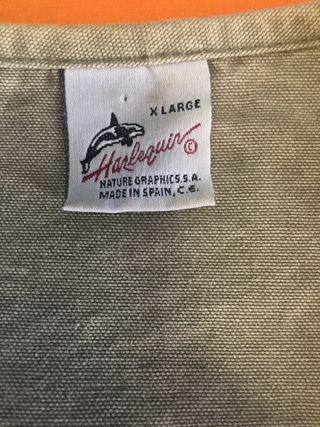 X LARGE
Harlequin ©
NATURE GRAPHICS.S.A.
MADE IN SPAIN, C.E.